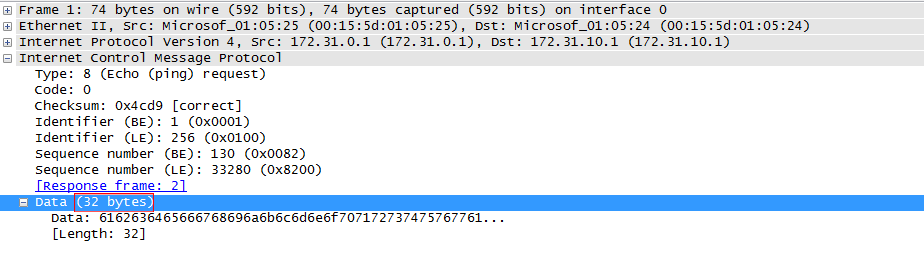 Frame 1: 74 bytes on wire (592 bits), 74 bytes captured (592 bits) on interface 0
Ethernet II, Src: Microsof_01:05:25 (00:15:5d:01:05:25), Dst: Microsof_01:05:24 (00:15:5d:01:05:24)
Internet Protocol Version 4, Src: 172.31.0.1 (172.31.0.1), Dst: 172.31.10.1 (172.31.10.1)
Internet Control Message Protocol
Type: 8 (Echo (ping) request)
Code: 0
Checksum: 0x4cd9 [correct]
Identifier (BE): 1 (0x0001)
Identifier (LE): 256 (0x0100)
Sequence number (BE): 130 (0x0082)
Sequence number (LE): 33280 (0x8200)
[Response frame: 2]
Data (32 bytes)
Data: 6162636465666768696a6b6c6d6e6f707172737475767761...
[Length: 32]